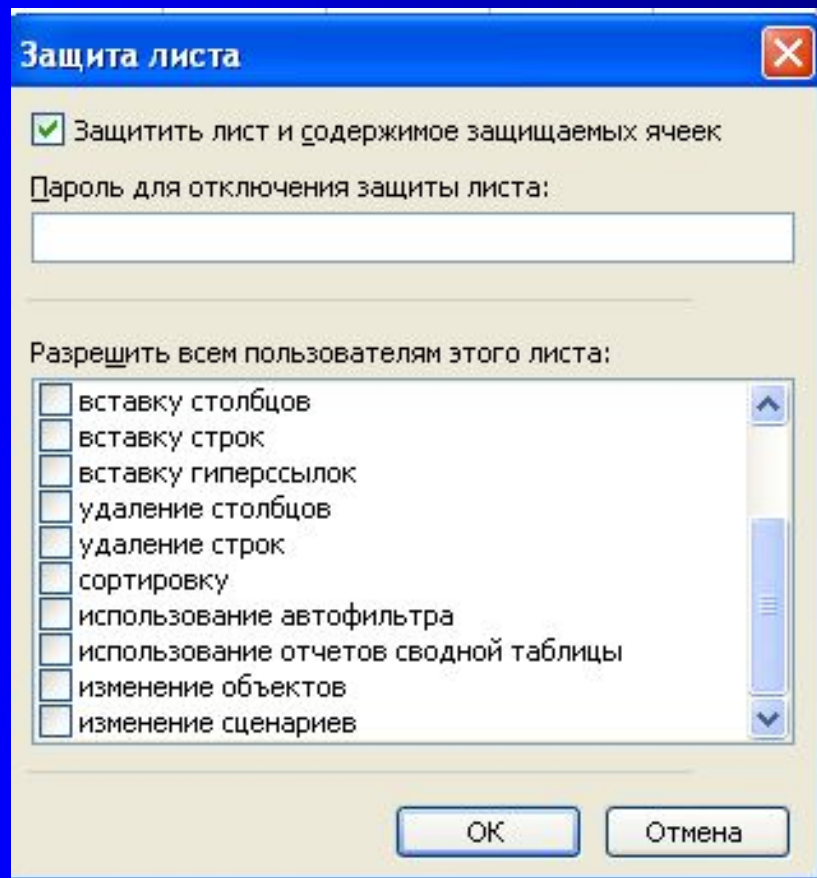 Защита листа
Защитить лист и содержимое защищаемых ячеек
Пароль для отключения защиты листа:
Разрешить всем пользователям этого листа:
вставку столбцов
вставку строк
вставку гиперссылок
удаление столбцов
удаление строк
сортировку
использование автофильтра
использование отчетов сводной таблицы
изменение объектов
изменение сценариев
ОК Отмена